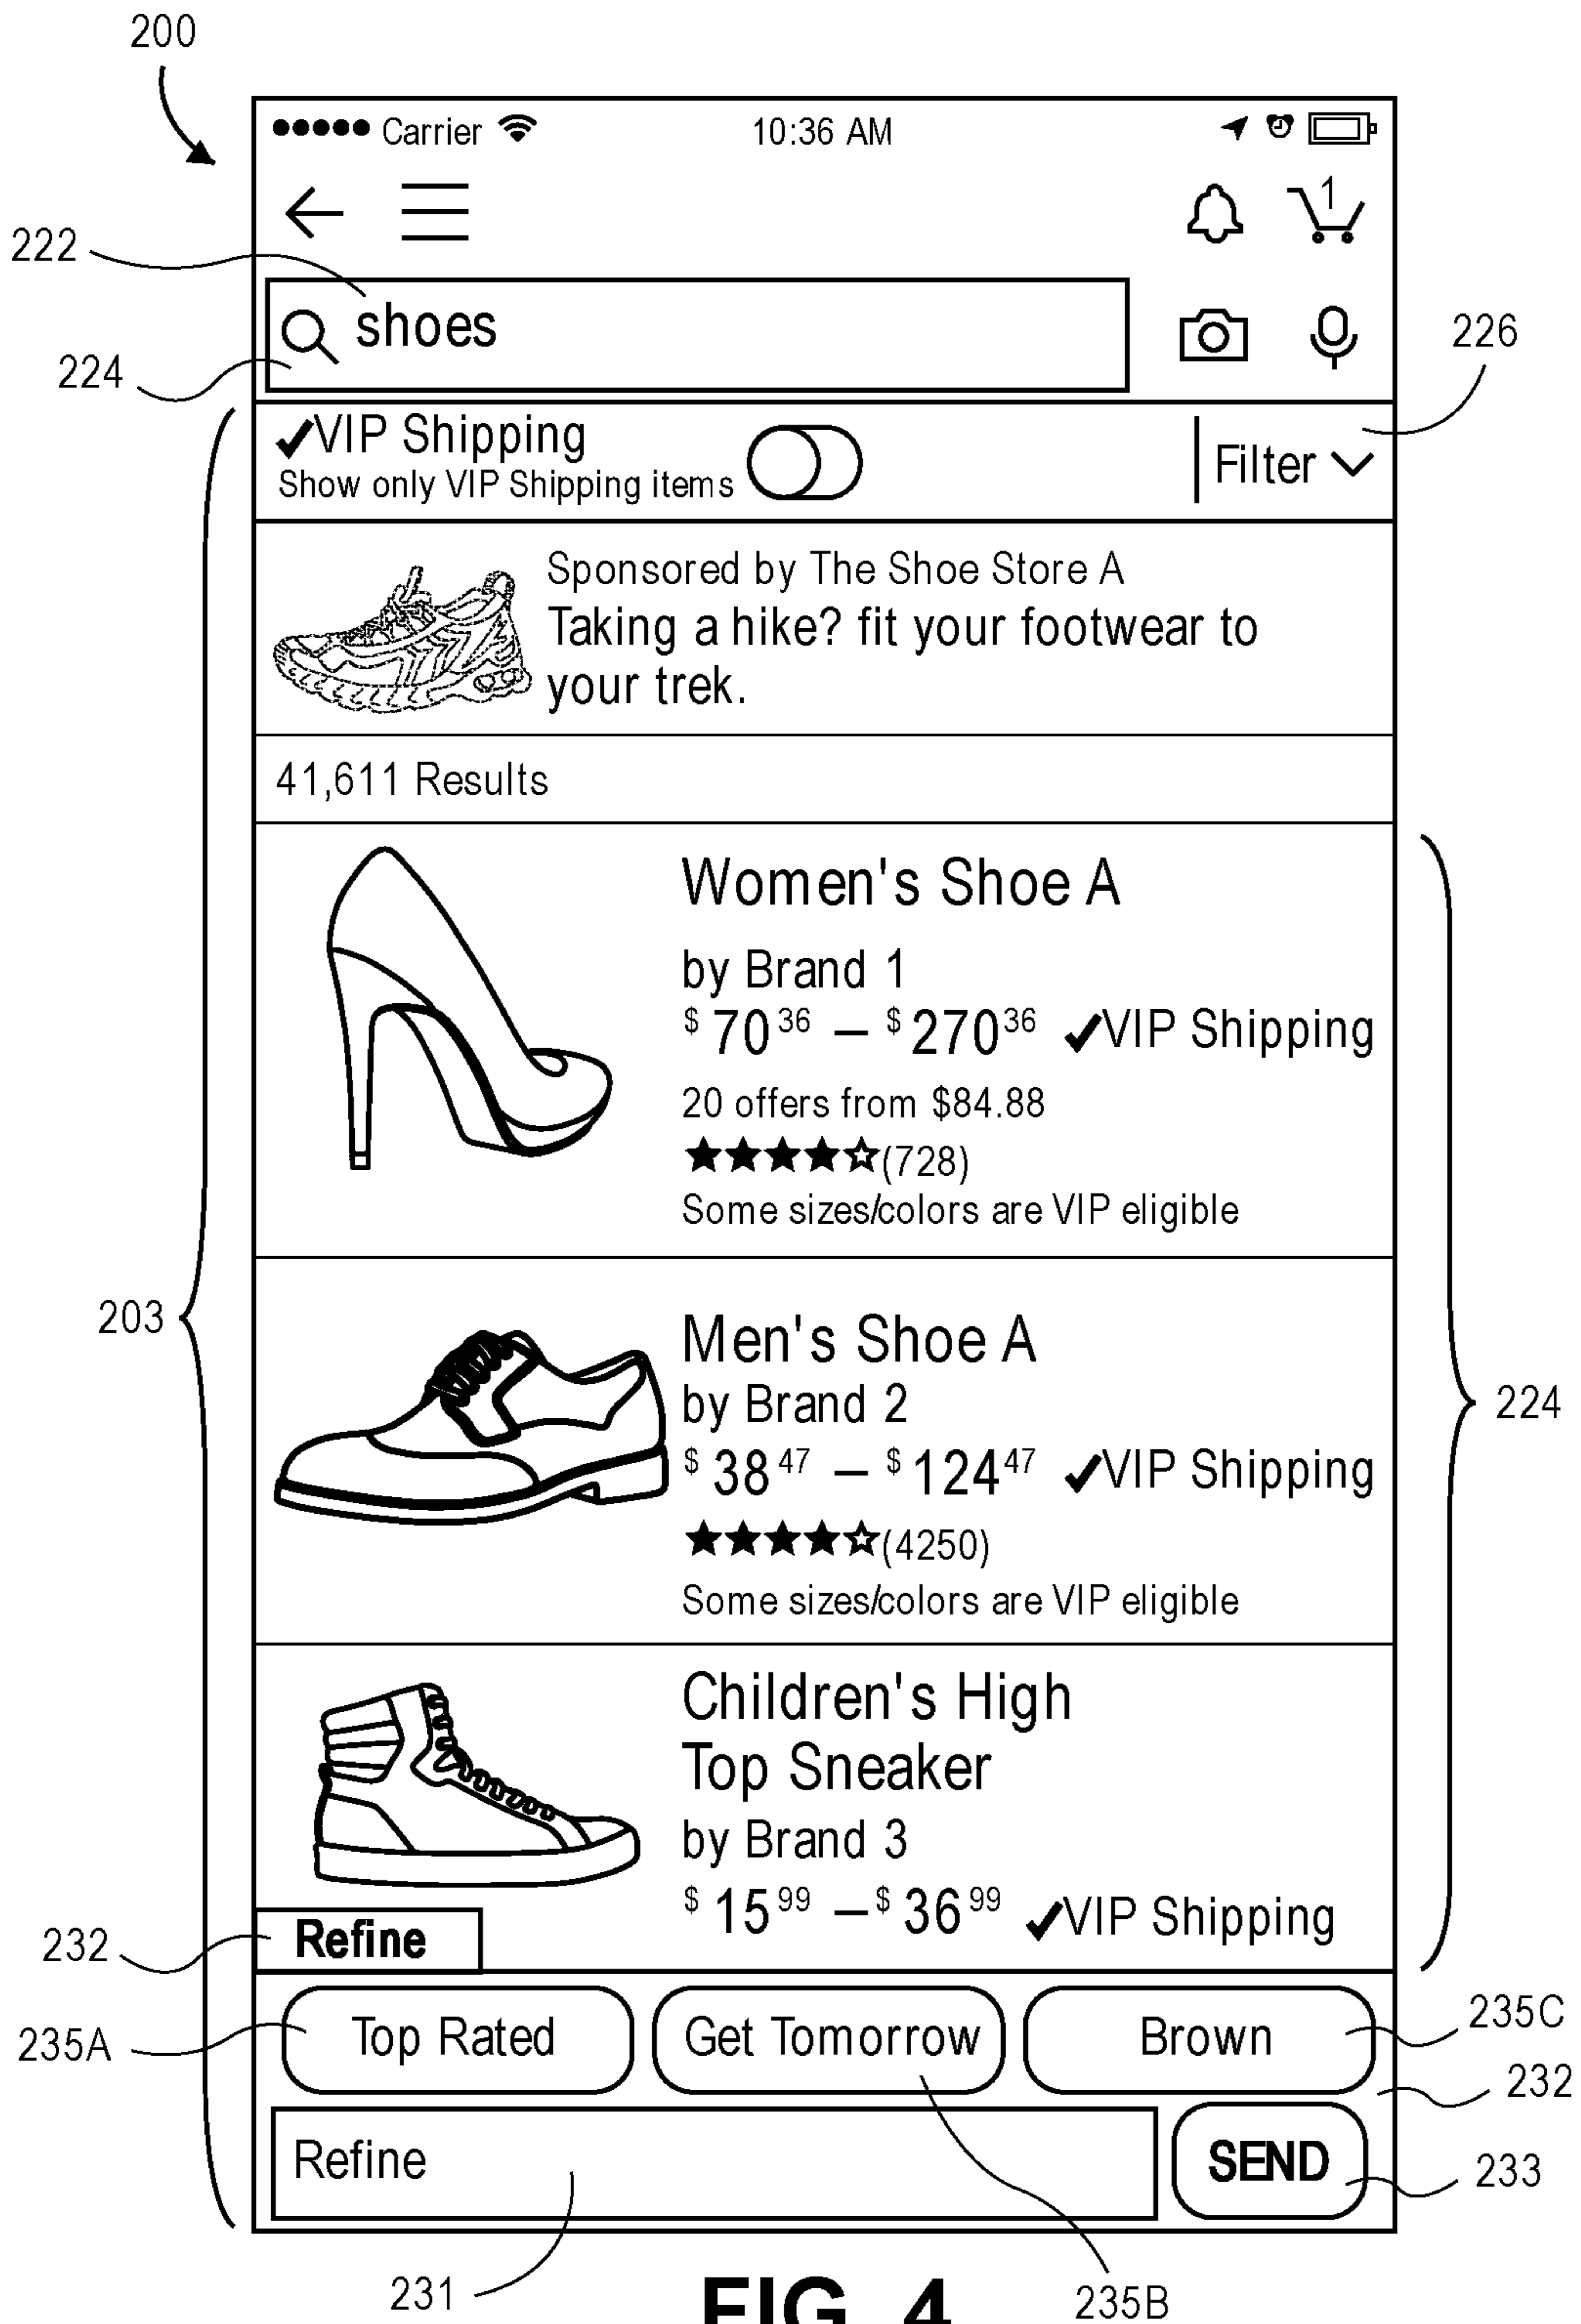 200
Carrier 10:36 AM
1
222
shoes
224
226
✔VIP Shipping
Show only VIP Shipping items
Filter
Sponsored by The Shoe Store A
Taking a hike? fit your footwear to
your trek.
41,611 Results
Women's Shoe A
by Brand 1
$ 70 36 – $ 270 36 ✔VIP Shipping
20 offers from $84.88
★★★★☆(728)
Some sizes/colors are VIP eligible
203
224
Men's Shoe A
by Brand 2
$ 38 47 – $ 124 47 ✔VIP Shipping
★★★★☆(4250)
Some sizes/colors are VIP eligible
Children's High
Top Sneaker
by Brand 3
$ 15 99 – $ 36 99 ✔VIP Shipping
232
Refine
235A
Top Rated
Get Tomorrow
Brown
235C
232
Refine
SEND
233
231
235B
FIG. 4